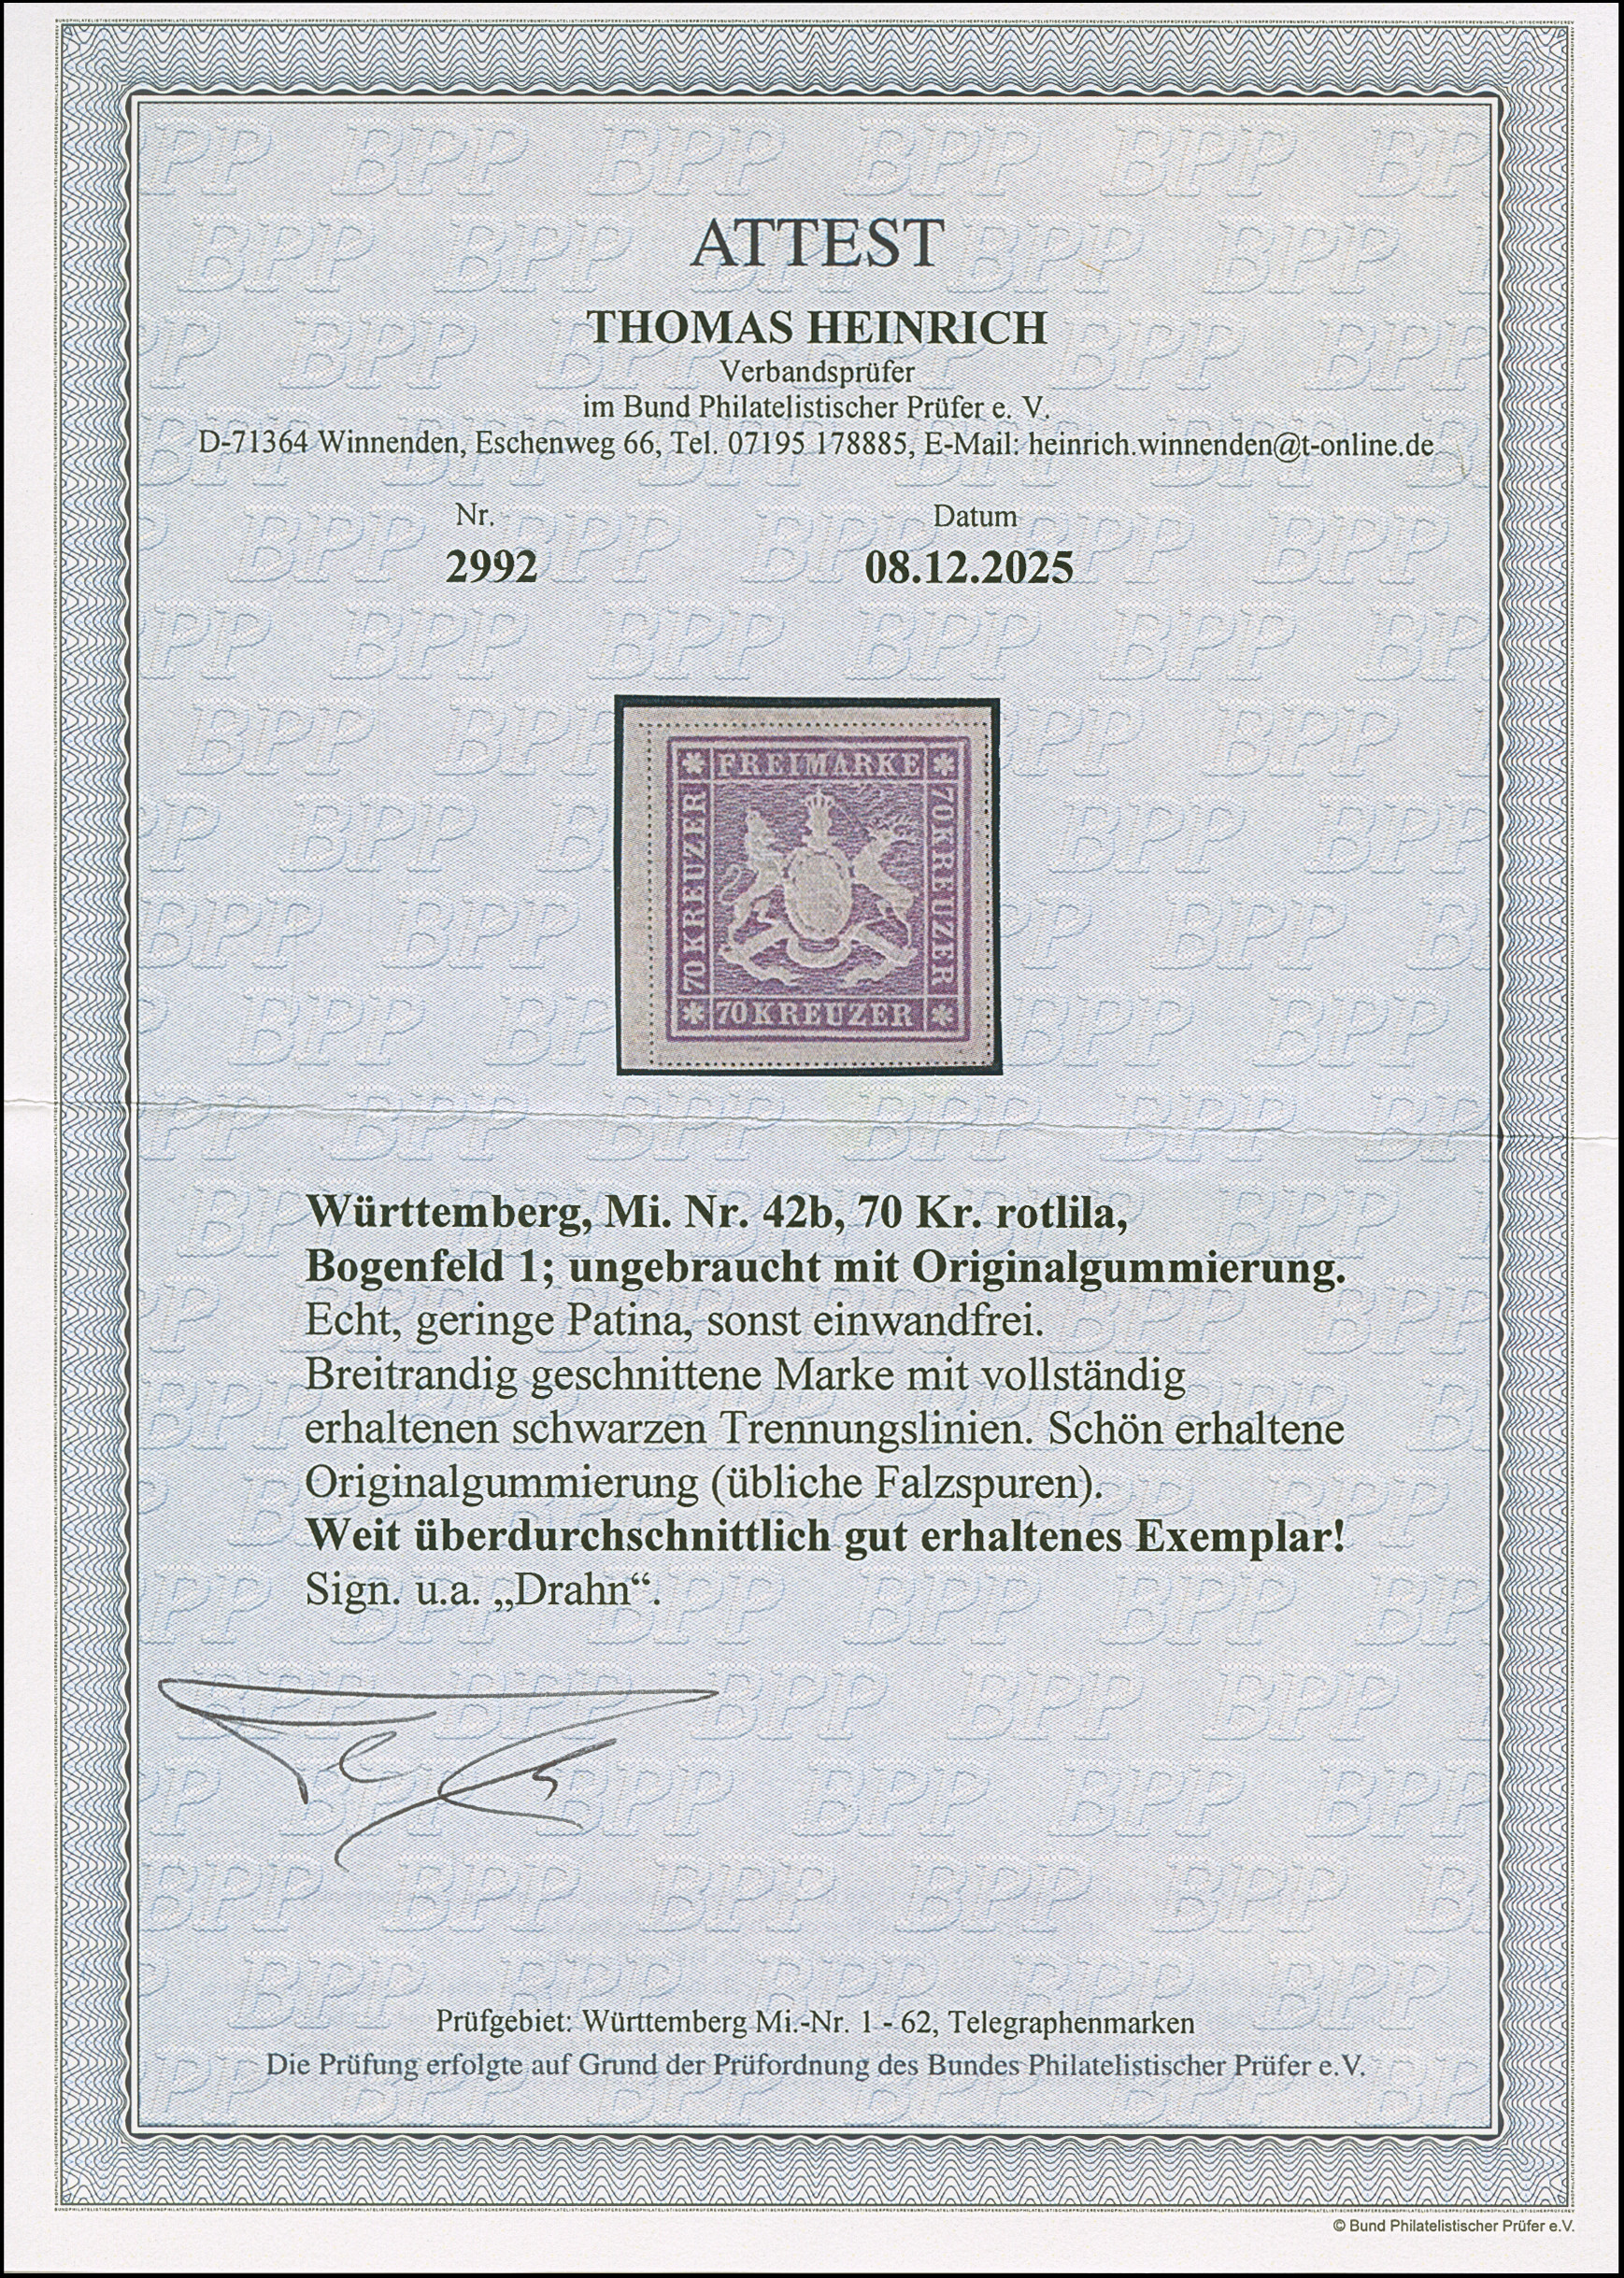 ATTEST
THOMAS HEINRICH
Verbandsprüfer
im Bund Philatelistischer Prüfer e. V.
D-71364 Winnenden, Eschenweg 66, Tel. 07195 178885, E-Mail: heinrich.winnenden@t-online.de
Nr. Datum
2992 08.12.2025
FREIMARKE
70 KREUZER
70 KREUZER
70 KREUZER
Württemberg, Mi. Nr. 42b, 70 Kr. rotlila,
Bogenfeld 1; ungebraucht mit Originalgummierung.
Echt, geringe Patina, sonst einwandfrei.
Breitrandig geschnittene Marke mit vollständig
erhaltenen schwarzen Trennungslinien. Schön erhaltene
Originalgummierung (übliche Falzspuren).
Weit überdurchschnittlich gut erhaltenes Exemplar!
Sign. u.a. „Drahn“.
Prüfgebiet: Württemberg Mi.-Nr. 1 - 62, Telegraphenmarken
Die Prüfung erfolgte auf Grund der Prüfordnung des Bundes Philatelistischer Prüfer e.V.
© Bund Philatelistischer Prüfer e.V.